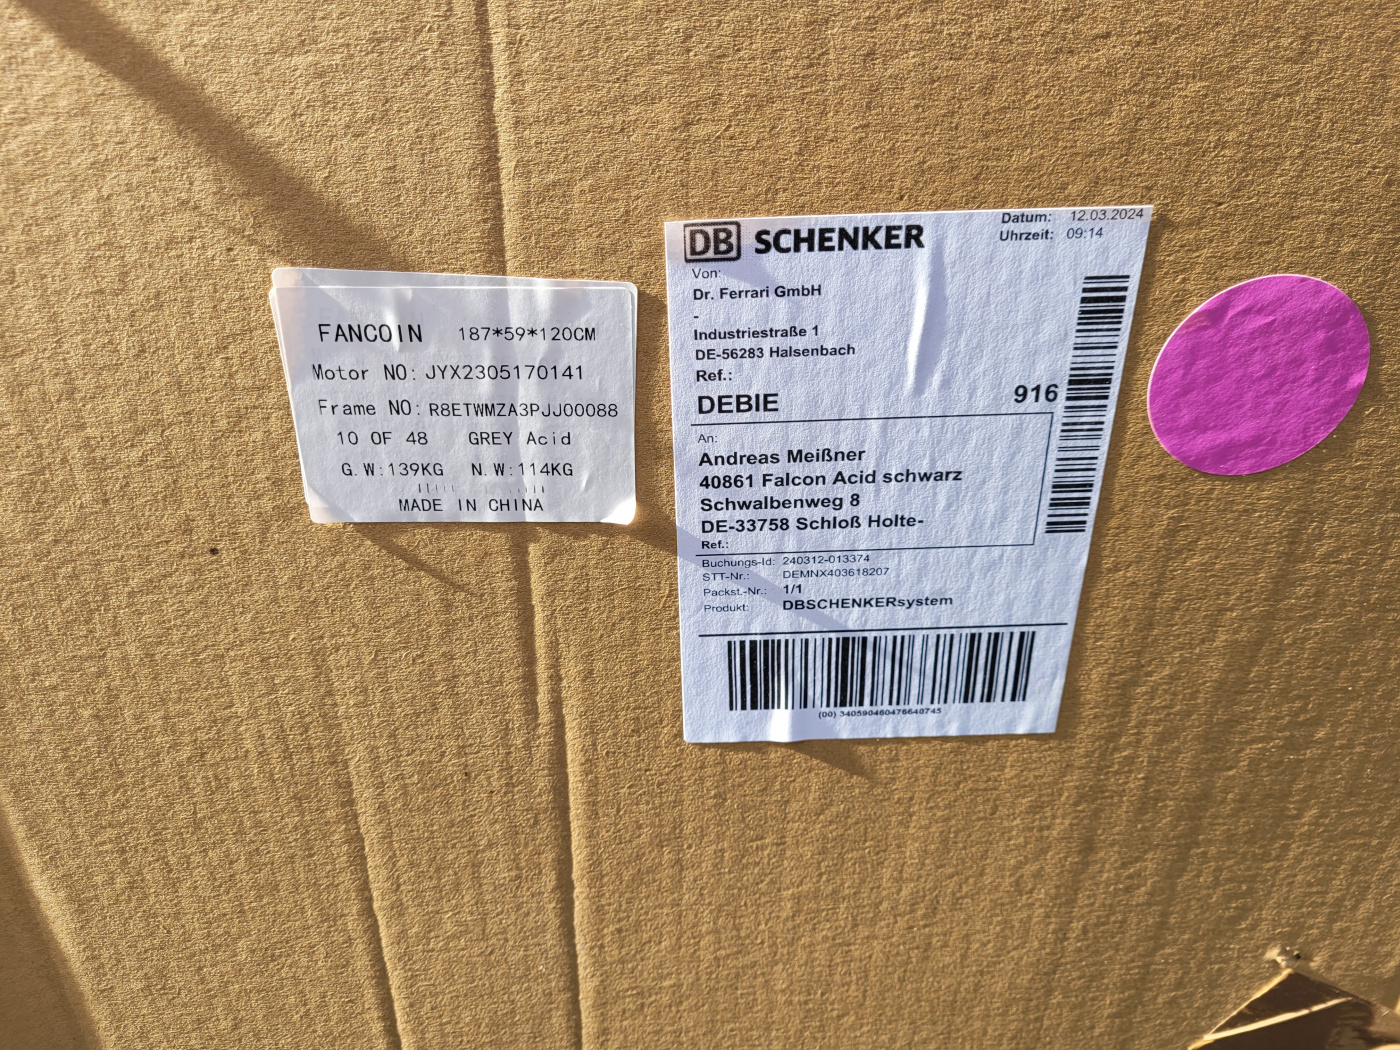 FANCOIN 187*59*120CM
Motor NO: JYX2305170141
Frame NO: R8ETWMZA3PJJ00088
10 OF 48 GREY Acid
G.W:139KG N.W:114KG
MADE IN CHINA
DB SCHENKER
Datum: 12.03.2024
Uhrzeit: 09:14
Von:
Dr. Ferrari GmbH
-
Industriestraße 1
DE-56283 Halsenbach
Ref.:
DEBIE 916
An:
Andreas Meißner
40861 Falcon Acid schwarz
Schwalbenweg 8
DE-33758 Schloß Holte-
Ref.:
Buchungs-Id: 240312-013374
STT-Nr.: DEMNX403618207
Packst.-Nr.: 1/1
Produkt: DBSCHENKERsystem
(00) 340590460476640745